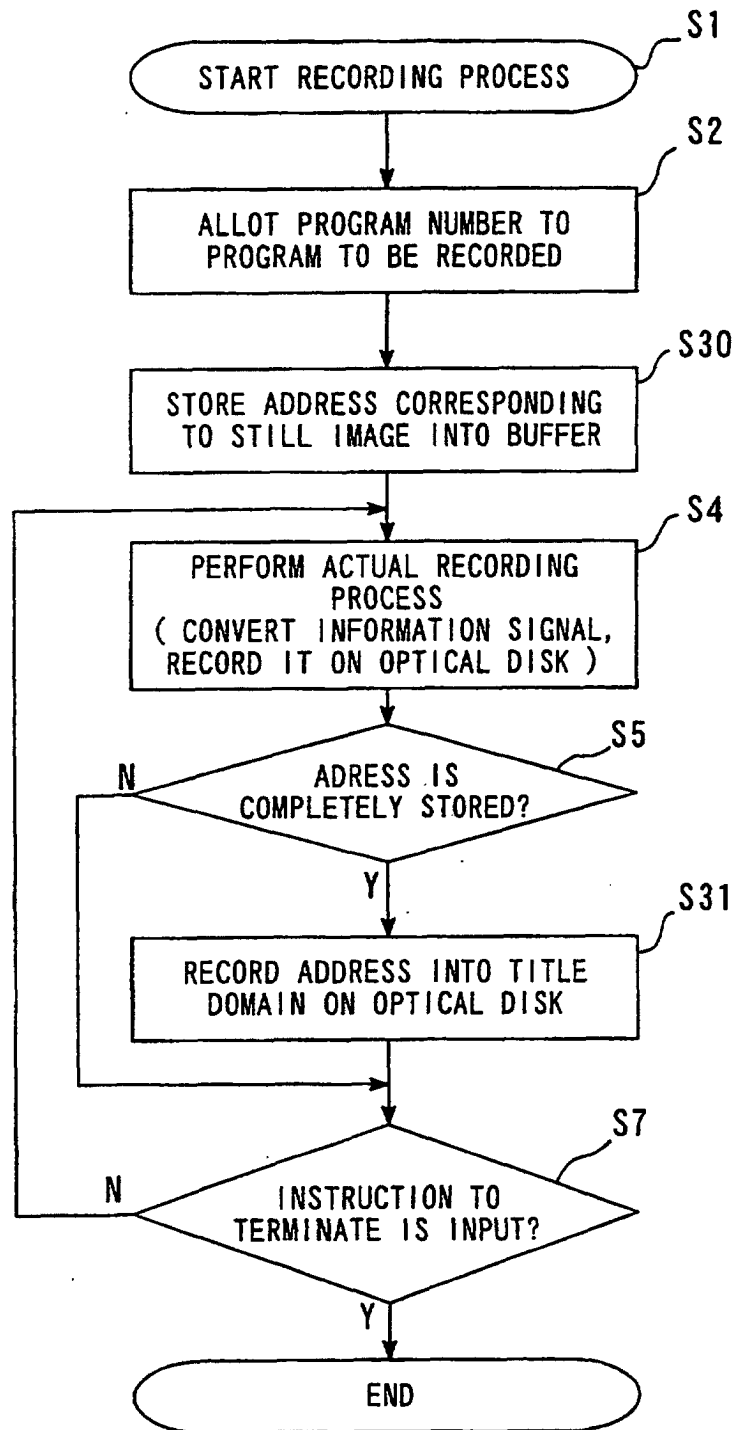 S1
START RECORDING PROCESS
S2
ALLOT PROGRAM NUMBER TO
PROGRAM TO BE RECORDED
S30
STORE ADDRESS CORRESPONDING
TO STILL IMAGE INTO BUFFER
S4
PERFORM ACTUAL RECORDING
PROCESS
( CONVERT INFORMATION SIGNAL,
RECORD IT ON OPTICAL DISK )
S5
N
ADRESS IS
COMPLETELY STORED?
Y
S31
RECORD ADDRESS INTO TITLE
DOMAIN ON OPTICAL DISK
S7
N
INSTRUCTION TO
TERMINATE IS INPUT?
Y
END